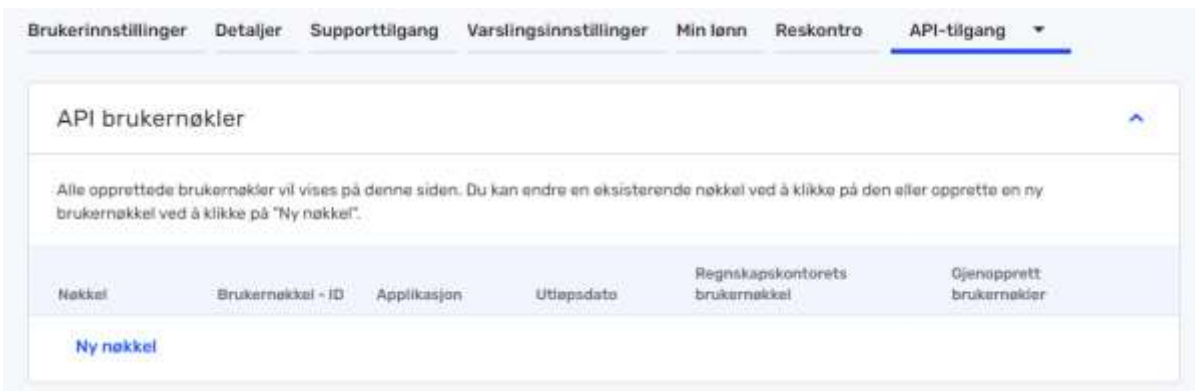 Brukerinnstillinger Detaljer Supporttilgang Varslingsinnstillinger Min lønn Reskontro API-tilgang
API brukernøkler
Alle opprettede brukernøkler vil vises på denne siden. Du kan endre en eksisterende nøkkel ved å klikke på den eller opprette en ny
brukernøkkel ved å klikke på "Ny nøkkel".
Nøkkel Brukernøkkel - ID Applikasjon Utløpsdato Regnskapskontorets brukernøkkel Gjenopprett brukernøkler
Ny nøkkel